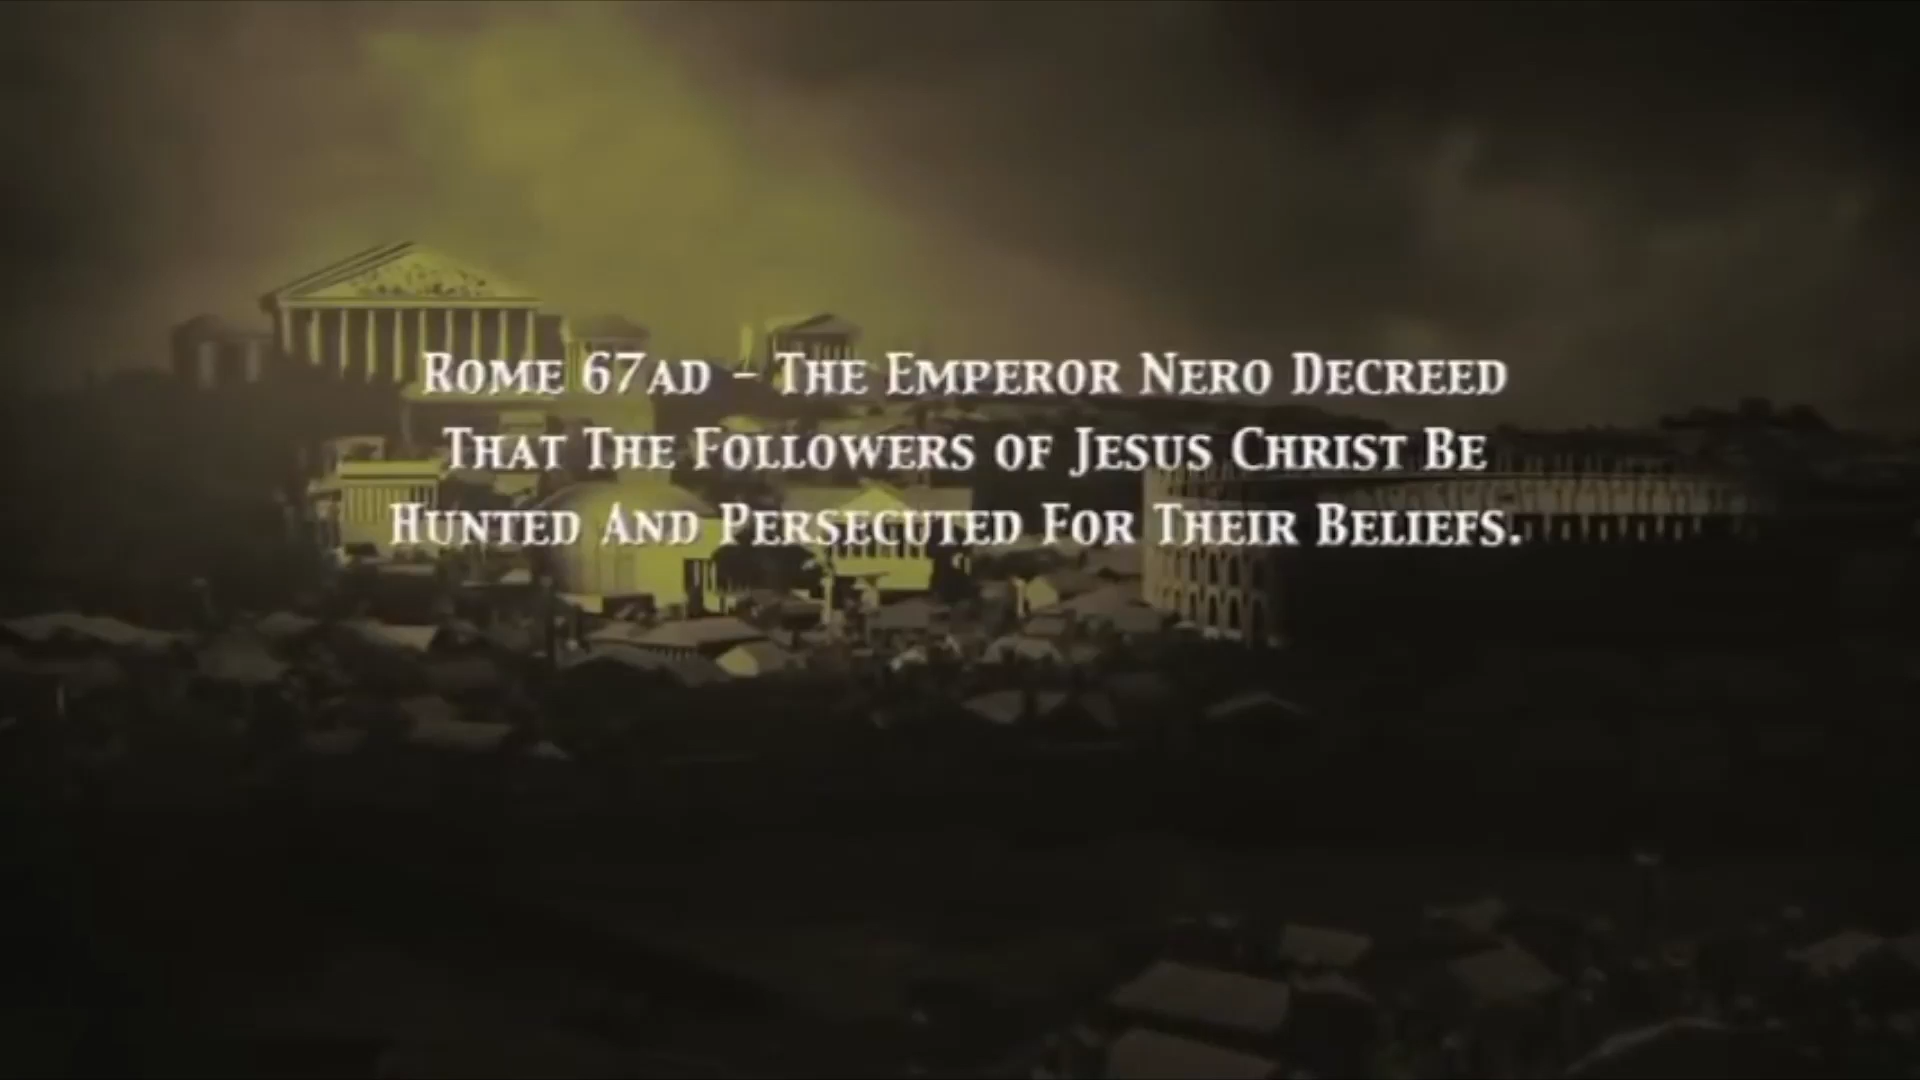 Rome 67ad - The Emperor Nero Decreed
That The Followers of Jesus Christ Be
Hunted And Persecuted For Their Beliefs.